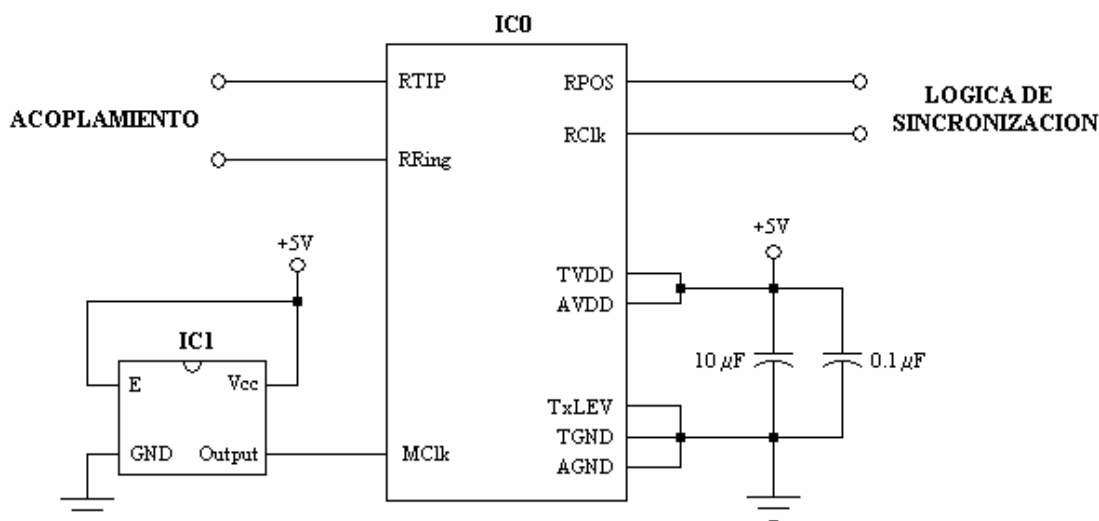 IC0
RTIP
RPOS
ACOPLAMIENTO
LOGICA DE
SINCRONIZACION
RClk
RRing
+5V
+5V
TVDD
AVDD
IC1
E
Vcc
10 µF
0.1 µF
TxLEV
GND
Output
MClk
TGND
AGND